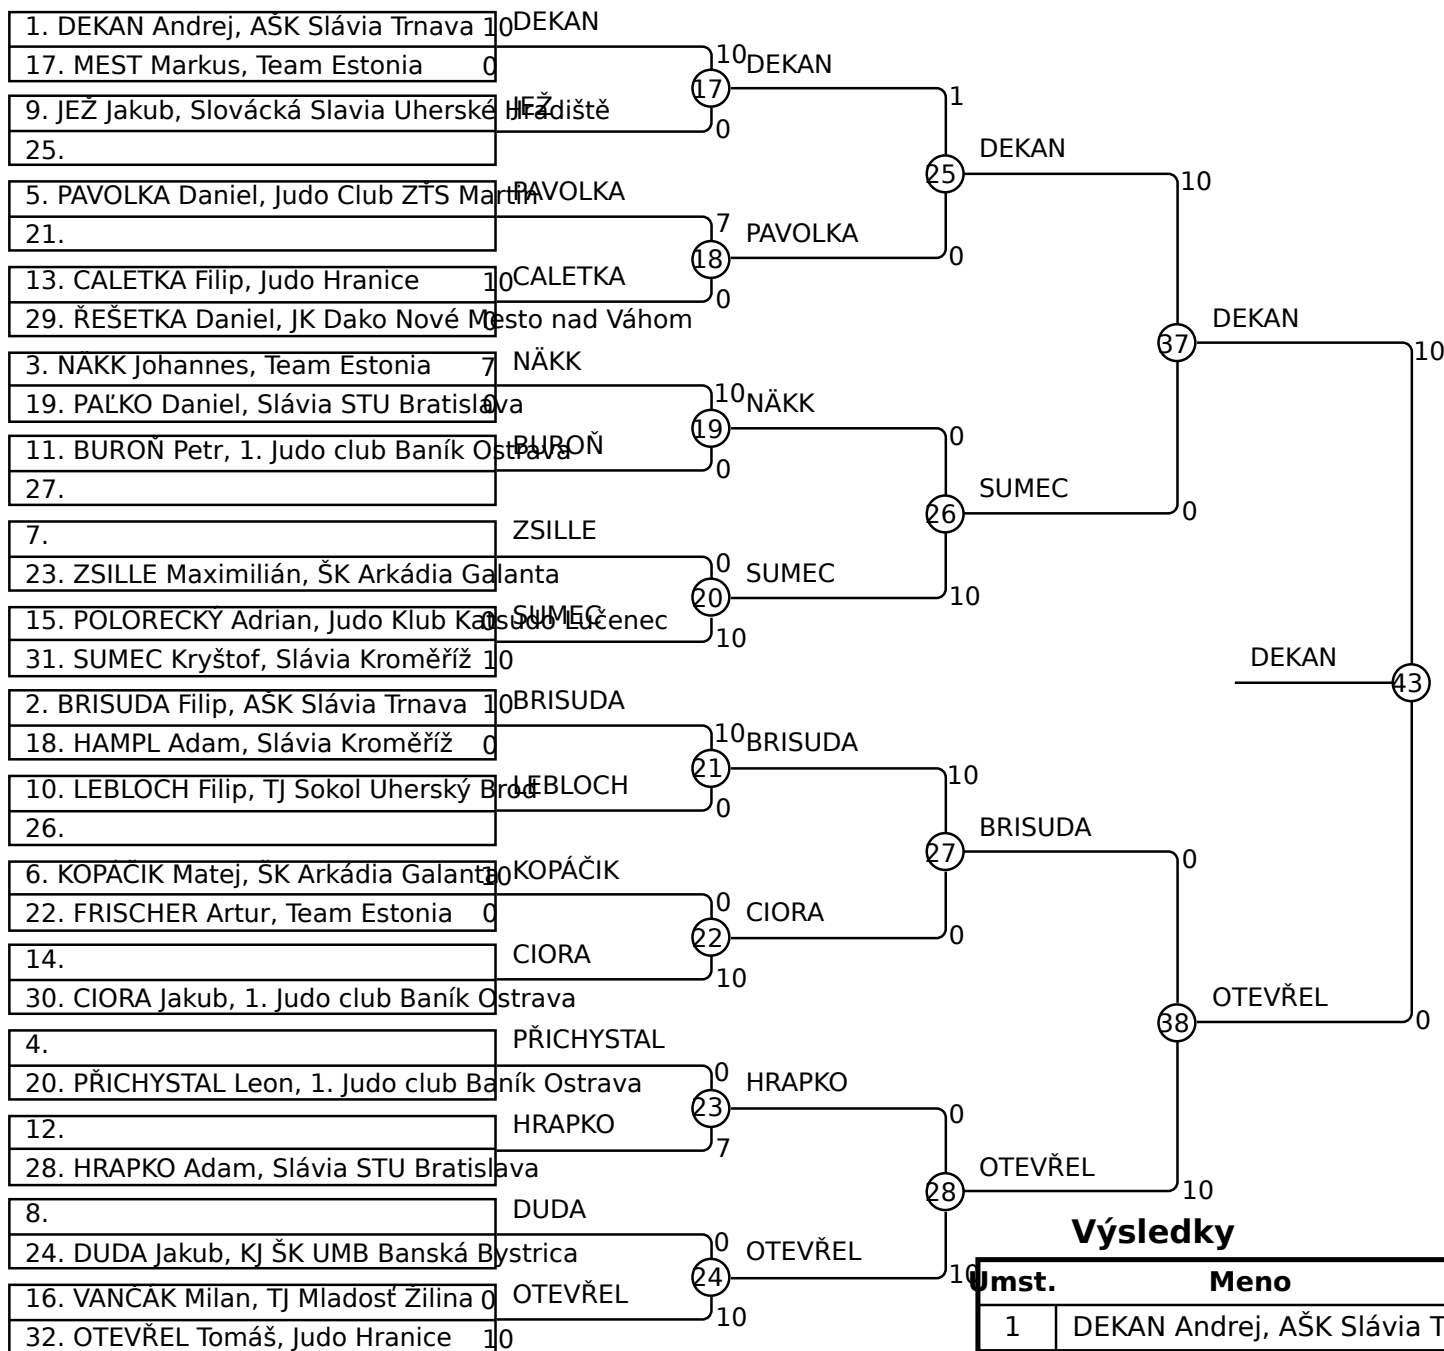 1. DEKAN Andrej, AŠK Slávia Trnava 10
17. MEST Markus, Team Estonia 0
9. JEŽ Jakub, Slovácká Slavia Uherské Hradiště
25.
5. PAVOLKA Daniel, Judo Club ZŤS Martin
21.
13. CALETKA Filip, Judo Hranice 10
29. ŘEŠETKA Daniel, JK Dako Nové Mesto nad Váhom 0
3. NÄKK Johannes, Team Estonia 7
19. PAĽKO Daniel, Slávia STU Bratislava 0
11. BUROŇ Petr, 1. Judo club Baník Ostrava
27.
7.
23. ZSILLE Maximilián, ŠK Arkádia Galanta
15. POLORECKÝ Adrian, Judo Klub Katsudo Lučenec 0
31. SUMEC Kryštof, Slávia Kroměříž 10
2. BRISUDA Filip, AŠK Slávia Trnava 10
18. HAMPL Adam, Slávia Kroměříž 0
10. LEBLOCH Filip, TJ Sokol Uherský Brod
26.
6. KOPÁČIK Matej, ŠK Arkádia Galanta 10
22. FRISCHER Artur, Team Estonia 0
14.
30. CIORA Jakub, 1. Judo club Baník Ostrava
4.
20. PŘICHYSTAL Leon, 1. Judo club Baník Ostrava
12.
28. HRAPKO Adam, Slávia STU Bratislava
8.
24. DUDA Jakub, KJ ŠK UMB Banská Bystrica
16. VANČÁK Milan, TJ Mladosť Žilina 0
32. OTEVŘEL Tomáš, Judo Hranice 10
DEKAN
10
17
JEŽ
0
PAVOLKA
7
18
CALETKA
0
NÄKK
10
19
BUROŇ
0
ZSILLE
0
20
SUMEC
10
BRISUDA
10
21
LEBLOCH
0
KOPÁČIK
0
22
CIORA
10
PŘICHYSTAL
0
23
HRAPKO
7
DUDA
0
24
OTEVŘEL
10
DEKAN
1
25
PAVOLKA
0
NÄKK
0
26
SUMEC
10
BRISUDA
10
27
CIORA
0
HRAPKO
0
28
OTEVŘEL
10
DEKAN
10
37
SUMEC
0
BRISUDA
0
38
OTEVŘEL
10
DEKAN
10
43
OTEVŘEL
0
DEKAN
Výsledky
Umst. Meno
1 DEKAN Andrej, AŠK Slávia T